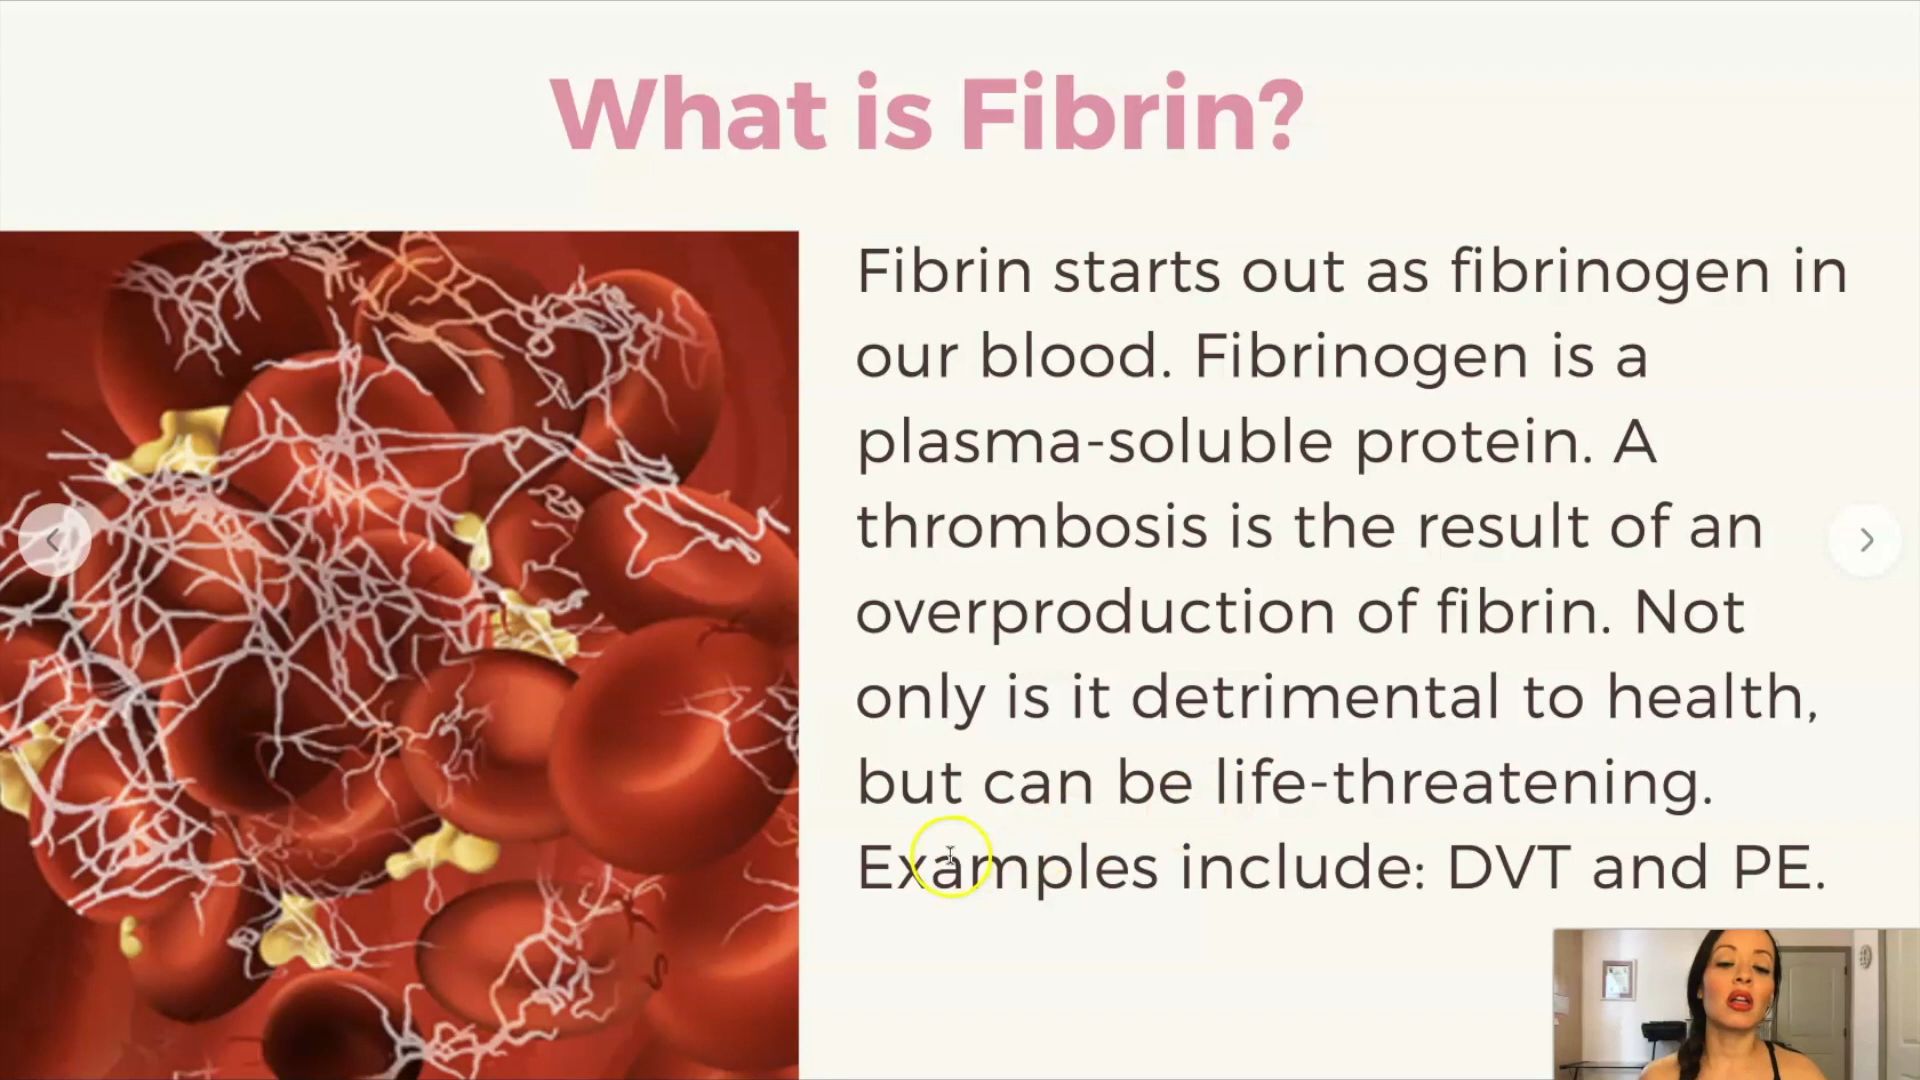 What is Fibrin?
Fibrin starts out as fibrinogen in
our blood. Fibrinogen is a
plasma-soluble protein. A
thrombosis is the result of an
overproduction of fibrin. Not
only is it detrimental to health,
but can be life-threatening.
Examples include: DVT and PE.